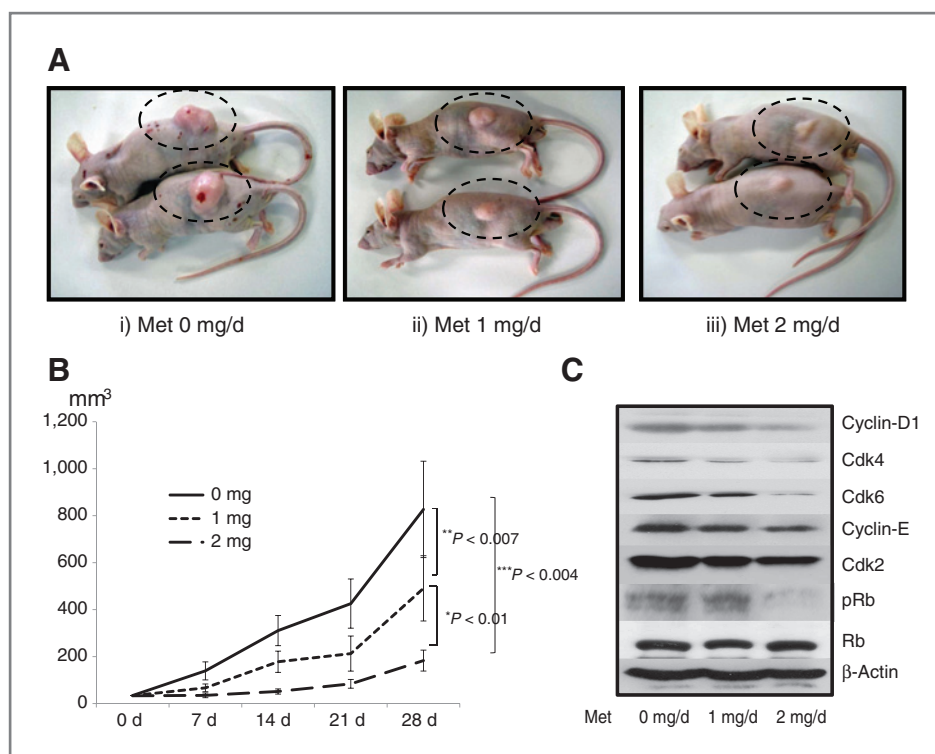 A
i) Met 0 mg/d
ii) Met 1 mg/d
iii) Met 2 mg/d
B
mm³
1,200
1,000
800
600
400
200
0
0 d 7 d 14 d 21 d 28 d
0 mg
1 mg
2 mg
**P < 0.007
***P < 0.004
*P < 0.01
C
Cyclin-D1
Cdk4
Cdk6
Cyclin-E
Cdk2
pRb
Rb
β-Actin
Met 0 mg/d 1 mg/d 2 mg/d